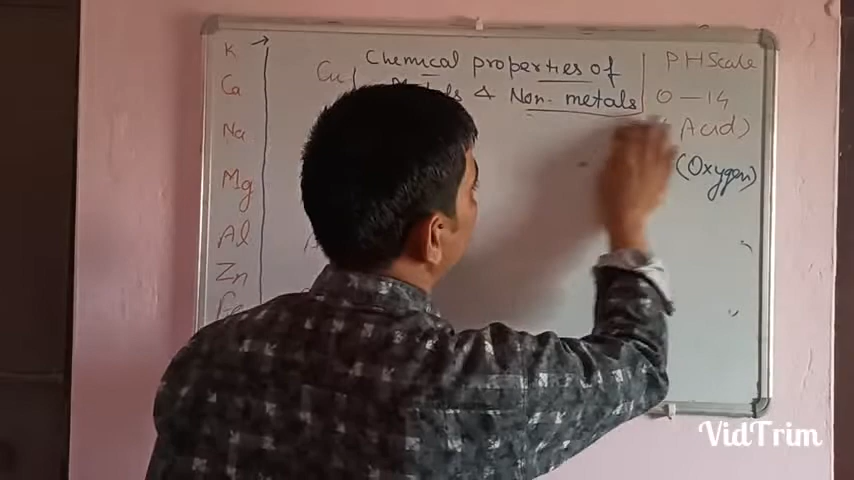 K
Ca
Na
Mg
Al
Zn
Fe
Cu
Chemical properties of
& Non-metals
PH Scale
0 - 14
Acid)
(Oxygen)
VidTrim